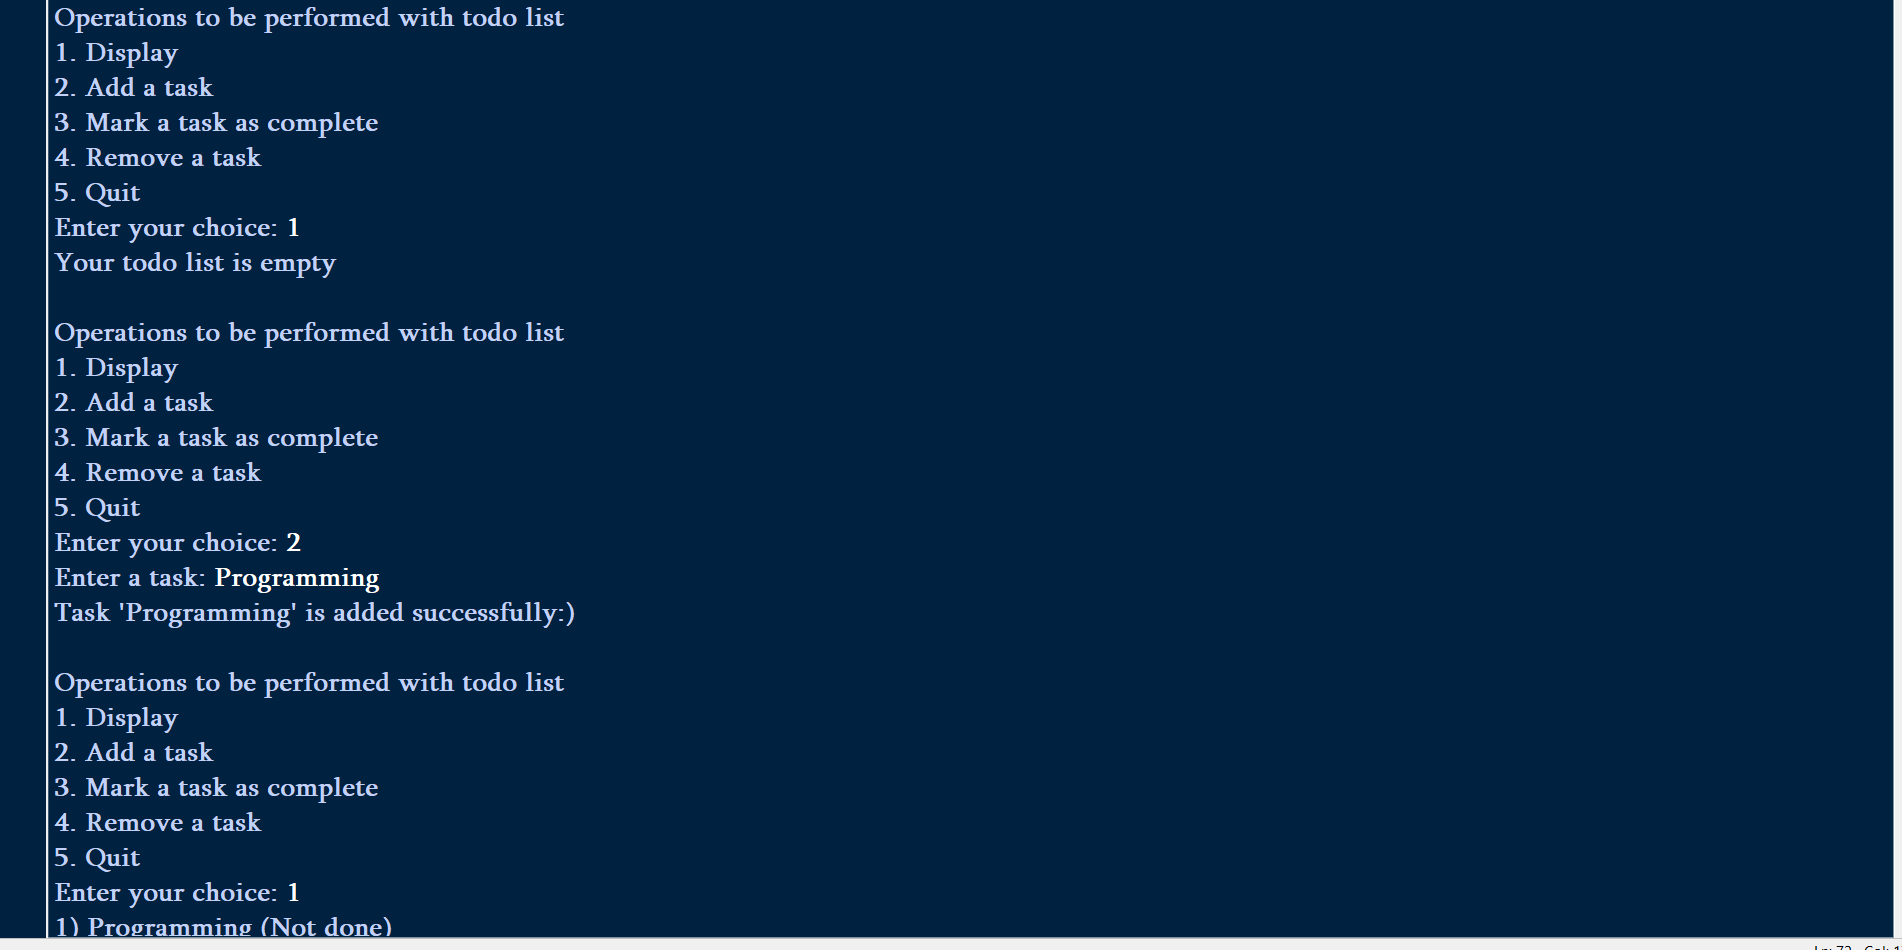 Operations to be performed with todo list
1. Display
2. Add a task
3. Mark a task as complete
4. Remove a task
5. Quit
Enter your choice: 1
Your todo list is empty
Operations to be performed with todo list
1. Display
2. Add a task
3. Mark a task as complete
4. Remove a task
5. Quit
Enter your choice: 2
Enter a task: Programming
Task 'Programming' is added successfully:)
Operations to be performed with todo list
1. Display
2. Add a task
3. Mark a task as complete
4. Remove a task
5. Quit
Enter your choice: 1
1) Programming (Not done)